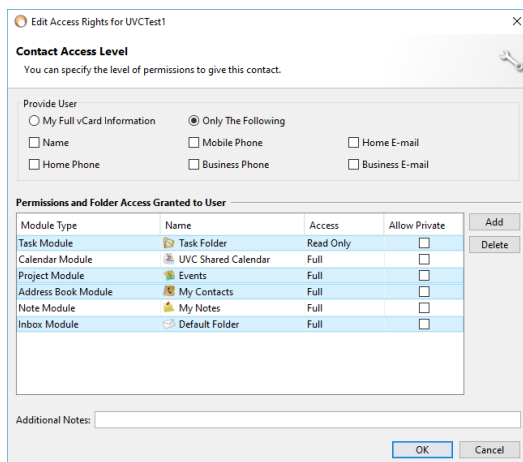 Edit Access Rights for UVCTest1
Contact Access Level
You can specify the level of permissions to give this contact.
Provide User
My Full vCard Information Only The Following
Name Mobile Phone Home E-mail
Home Phone Business Phone Business E-mail
Permissions and Folder Access Granted to User
Module Type Name Access Allow Private Add
Task Module Task Folder Read Only Delete
Calendar Module UVC Shared Calendar Full
Project Module Events Full
Address Book Module My Contacts Full
Note Module My Notes Full
Inbox Module Default Folder Full
Additional Notes:
OK Cancel